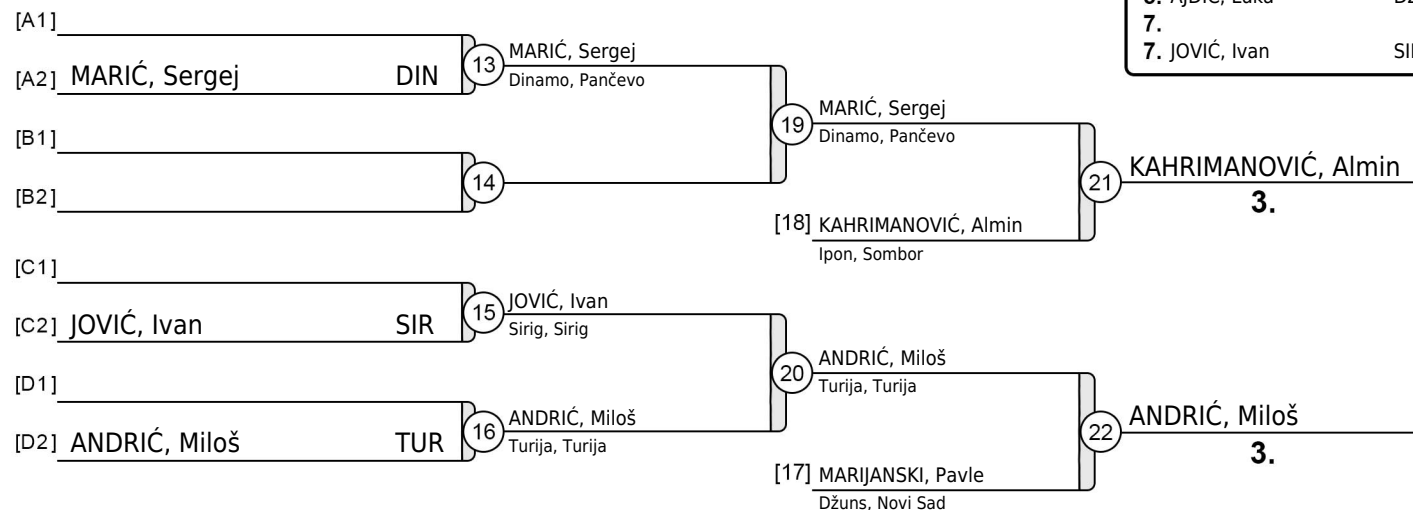 7.
7. JOVIĆ, Ivan
[A1]
[A2] MARIĆ, Sergej DIN
13
MARIĆ, Sergej
Dinamo, Pančevo
[B1]
[B2]
14
19
MARIĆ, Sergej
Dinamo, Pančevo
[18] KAHRIMANOVIĆ, Almin
Ipon, Sombor
21
KAHRIMANOVIĆ, Almin
3.
[C1]
[C2] JOVIĆ, Ivan SIR
15
JOVIĆ, Ivan
Sirig, Sirig
[D1]
[D2] ANDRIĆ, Miloš TUR
16
ANDRIĆ, Miloš
Turija, Turija
20
ANDRIĆ, Miloš
Turija, Turija
[17] MARIJANSKI, Pavle
Džuns, Novi Sad
22
ANDRIĆ, Miloš
3.